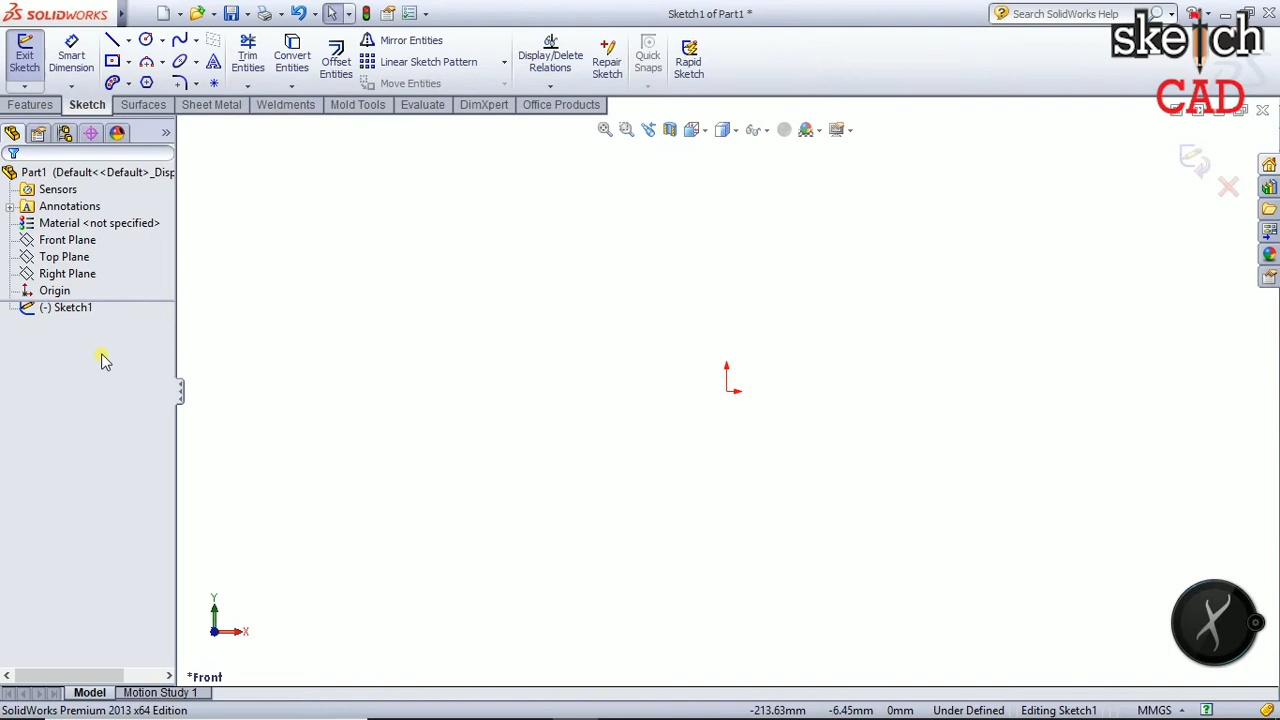 SOLIDWORKS
Sketch1 of Part1 *
Search SolidWorks Help
sketch
CAD
Exit Sketch
Smart Dimension
Trim Entities
Convert Entities
Offset Entities
Mirror Entities
Linear Sketch Pattern
Move Entities
Display/Delete Relations
Repair Sketch
Quick Snaps
Rapid Sketch
Features
Sketch
Surfaces
Sheet Metal
Weldments
Mold Tools
Evaluate
DimXpert
Office Products
Part1 (Default<<Default>_Disp
Sensors
Annotations
Material <not specified>
Front Plane
Top Plane
Right Plane
Origin
(-) Sketch1
Y
X
*Front
Model
Motion Study 1
SolidWorks Premium 2013 x64 Edition
-213.63mm
-6.45mm
0mm
Under Defined
Editing Sketch1
MMGS